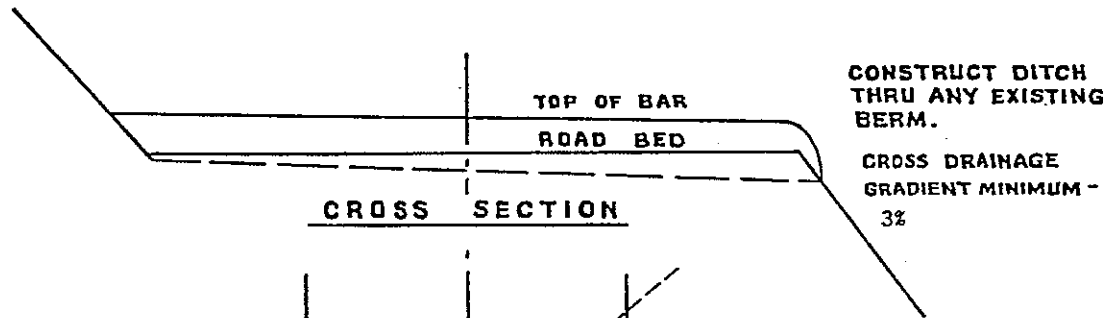 CONSTRUCT DITCH
THRU ANY EXISTING
BERM.
TOP OF BAR
ROAD BED
CROSS DRAINAGE
GRADIENT MINIMUM -
3%
CROSS SECTION